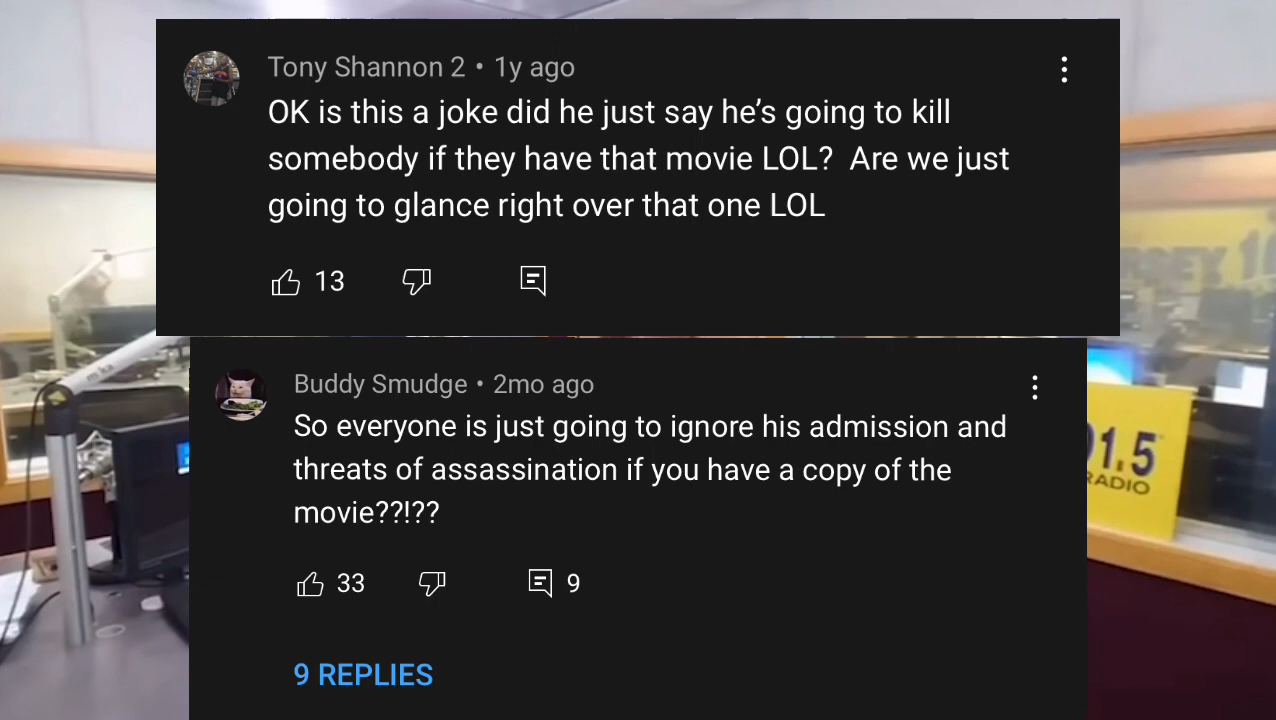 Tony Shannon 2 • 1y ago
OK is this a joke did he just say he's going to kill
somebody if they have that movie LOL? Are we just
going to glance right over that one LOL
13
Buddy Smudge • 2mo ago
So everyone is just going to ignore his admission and
threats of assassination if you have a copy of the
movie??!??
33 9
9 REPLIES
1.5
RADIO